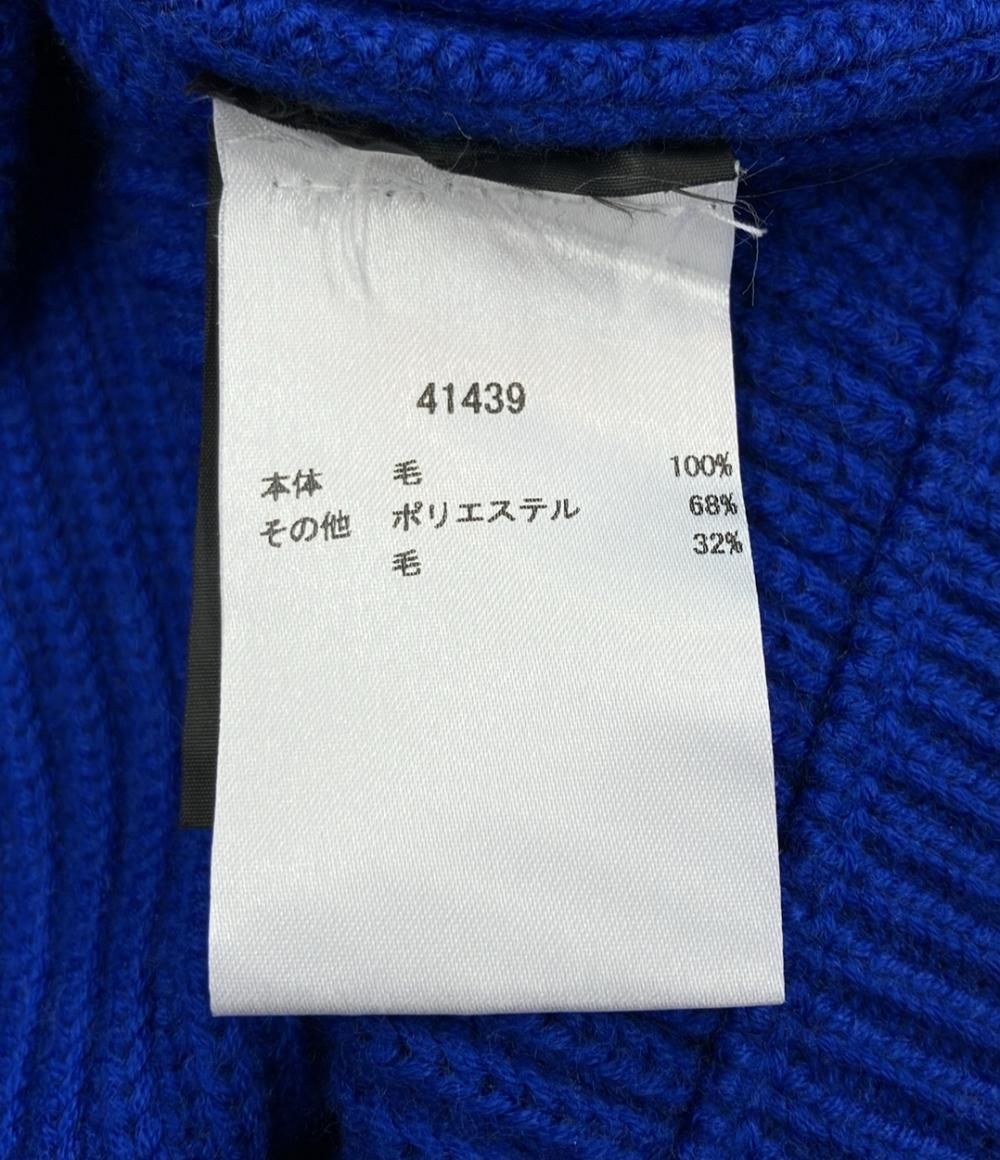 41439
本体 毛 100%
その他 ポリエステル 68%
毛 32%